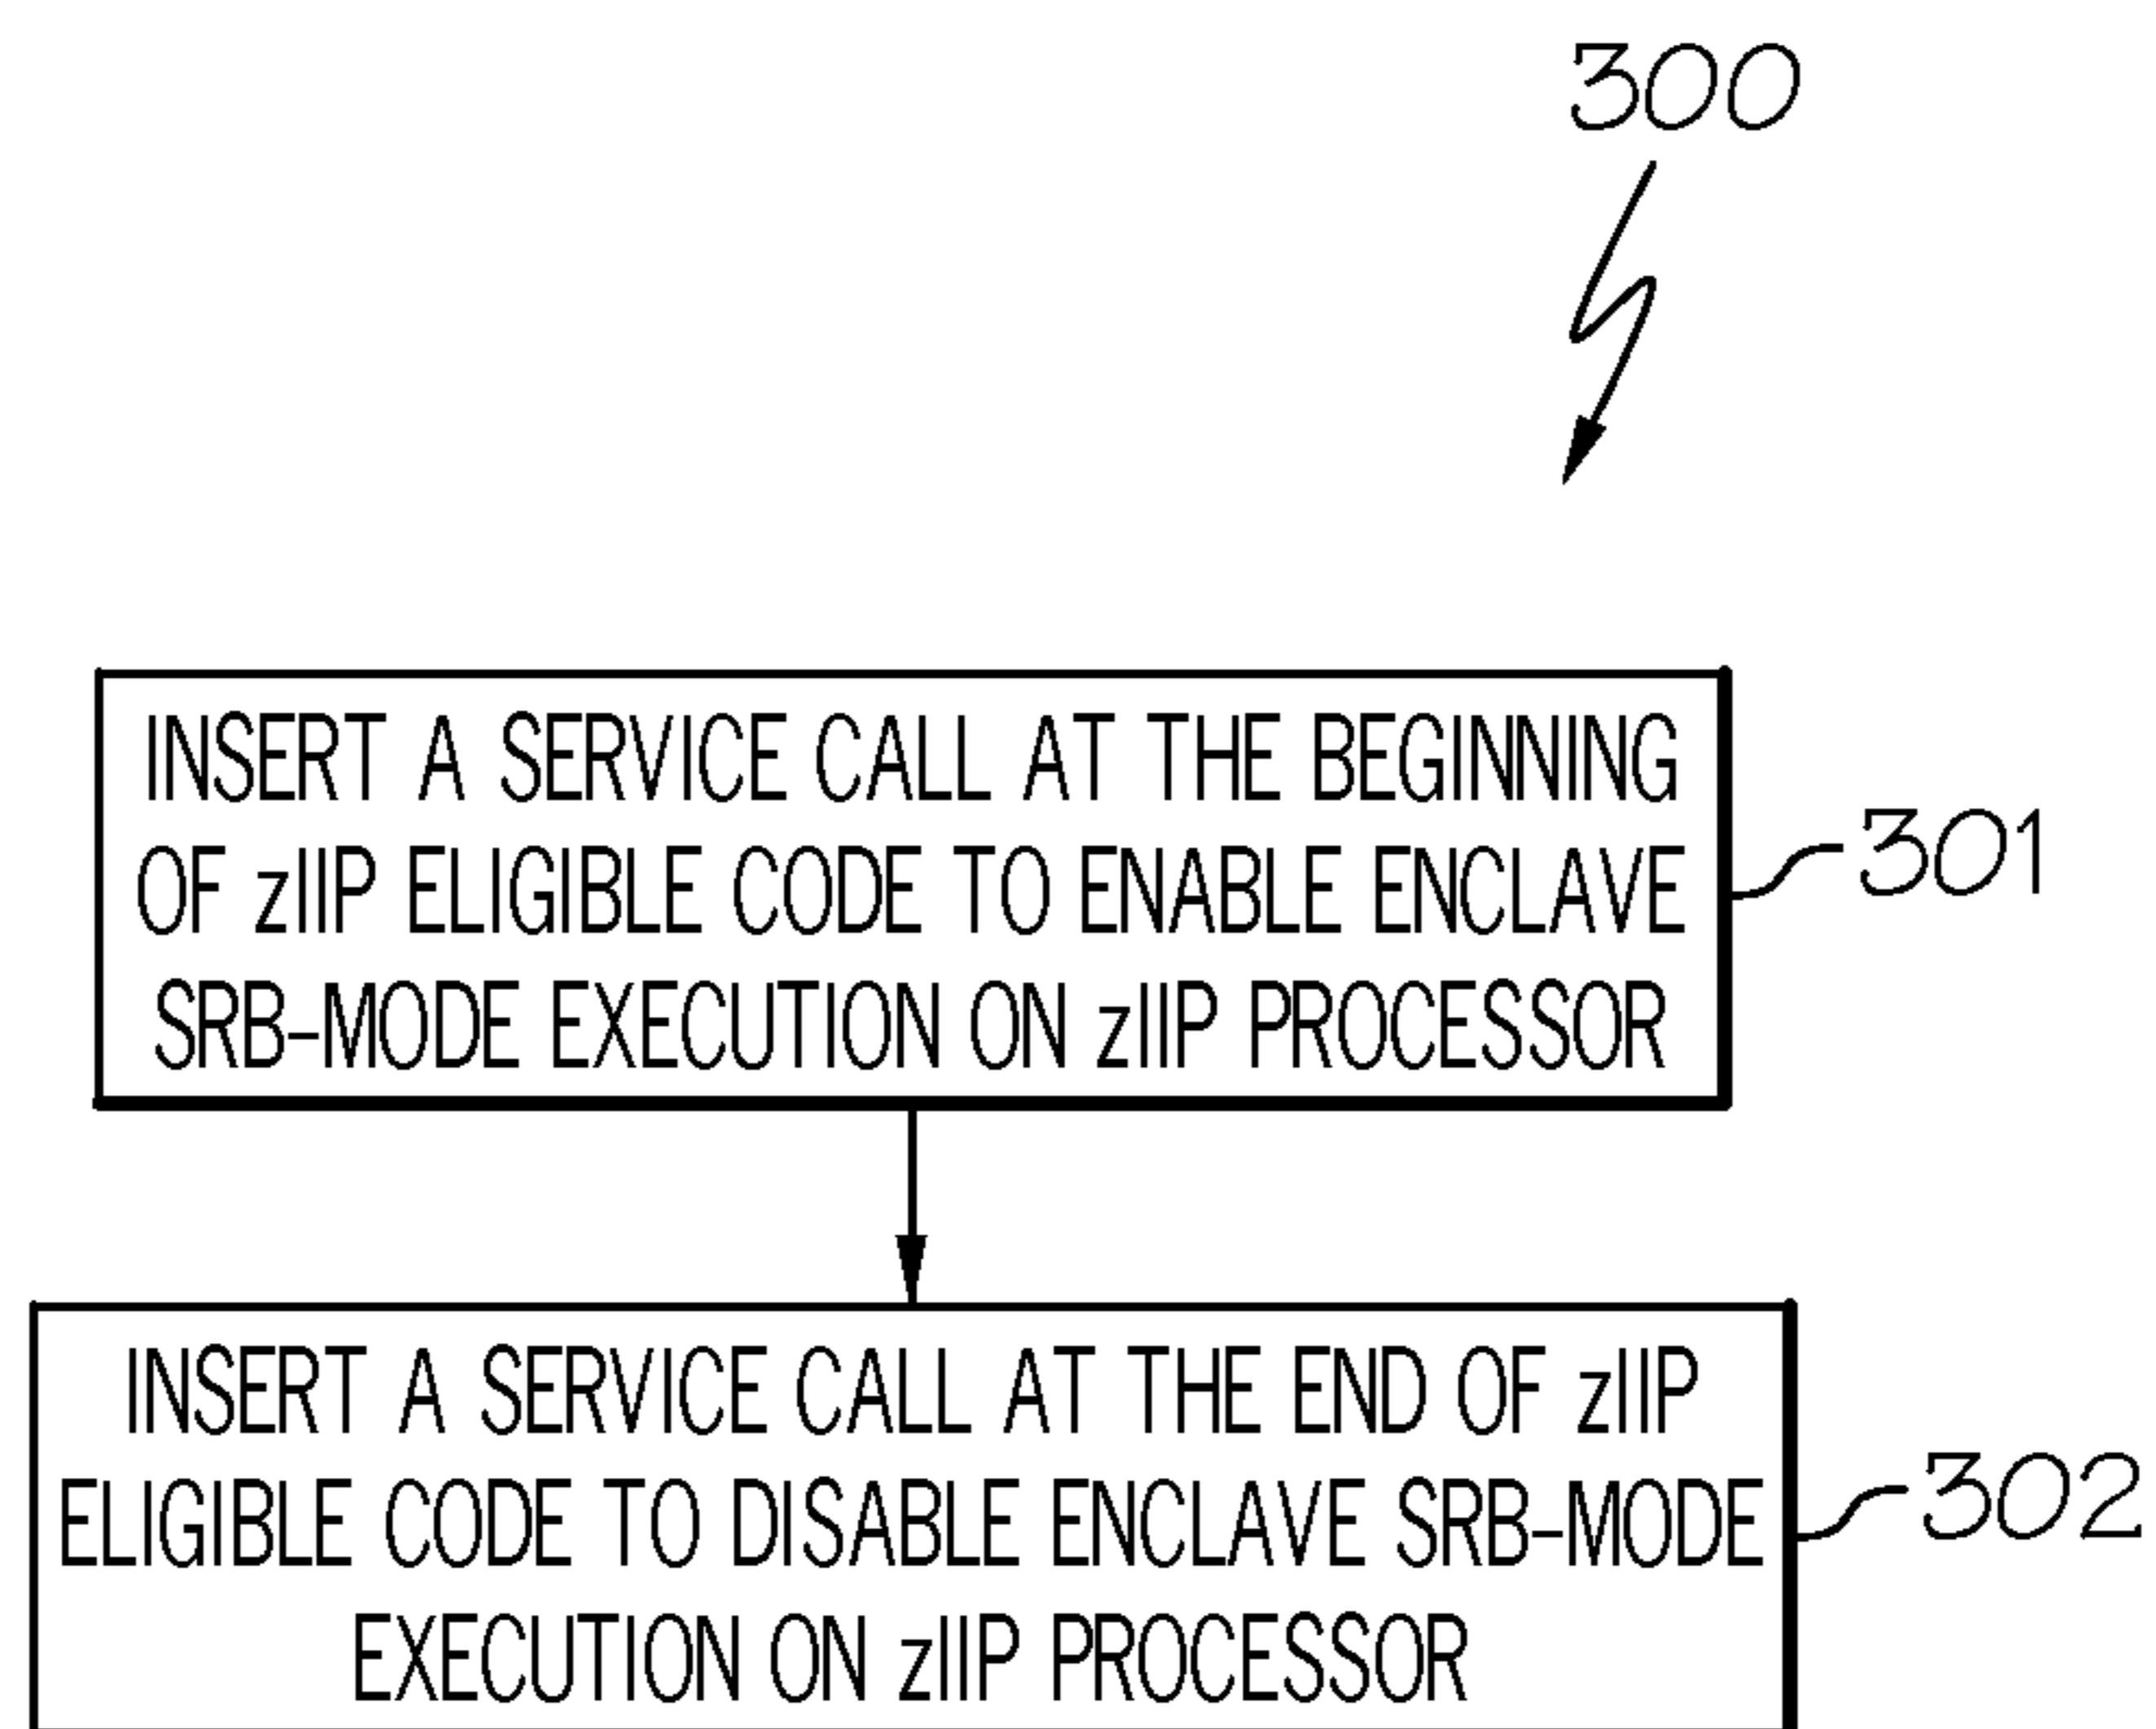 300
INSERT A SERVICE CALL AT THE BEGINNING
OF zIIP ELIGIBLE CODE TO ENABLE ENCLAVE
SRB-MODE EXECUTION ON zIIP PROCESSOR
301
INSERT A SERVICE CALL AT THE END OF zIIP
ELIGIBLE CODE TO DISABLE ENCLAVE SRB-MODE
EXECUTION ON zIIP PROCESSOR
302